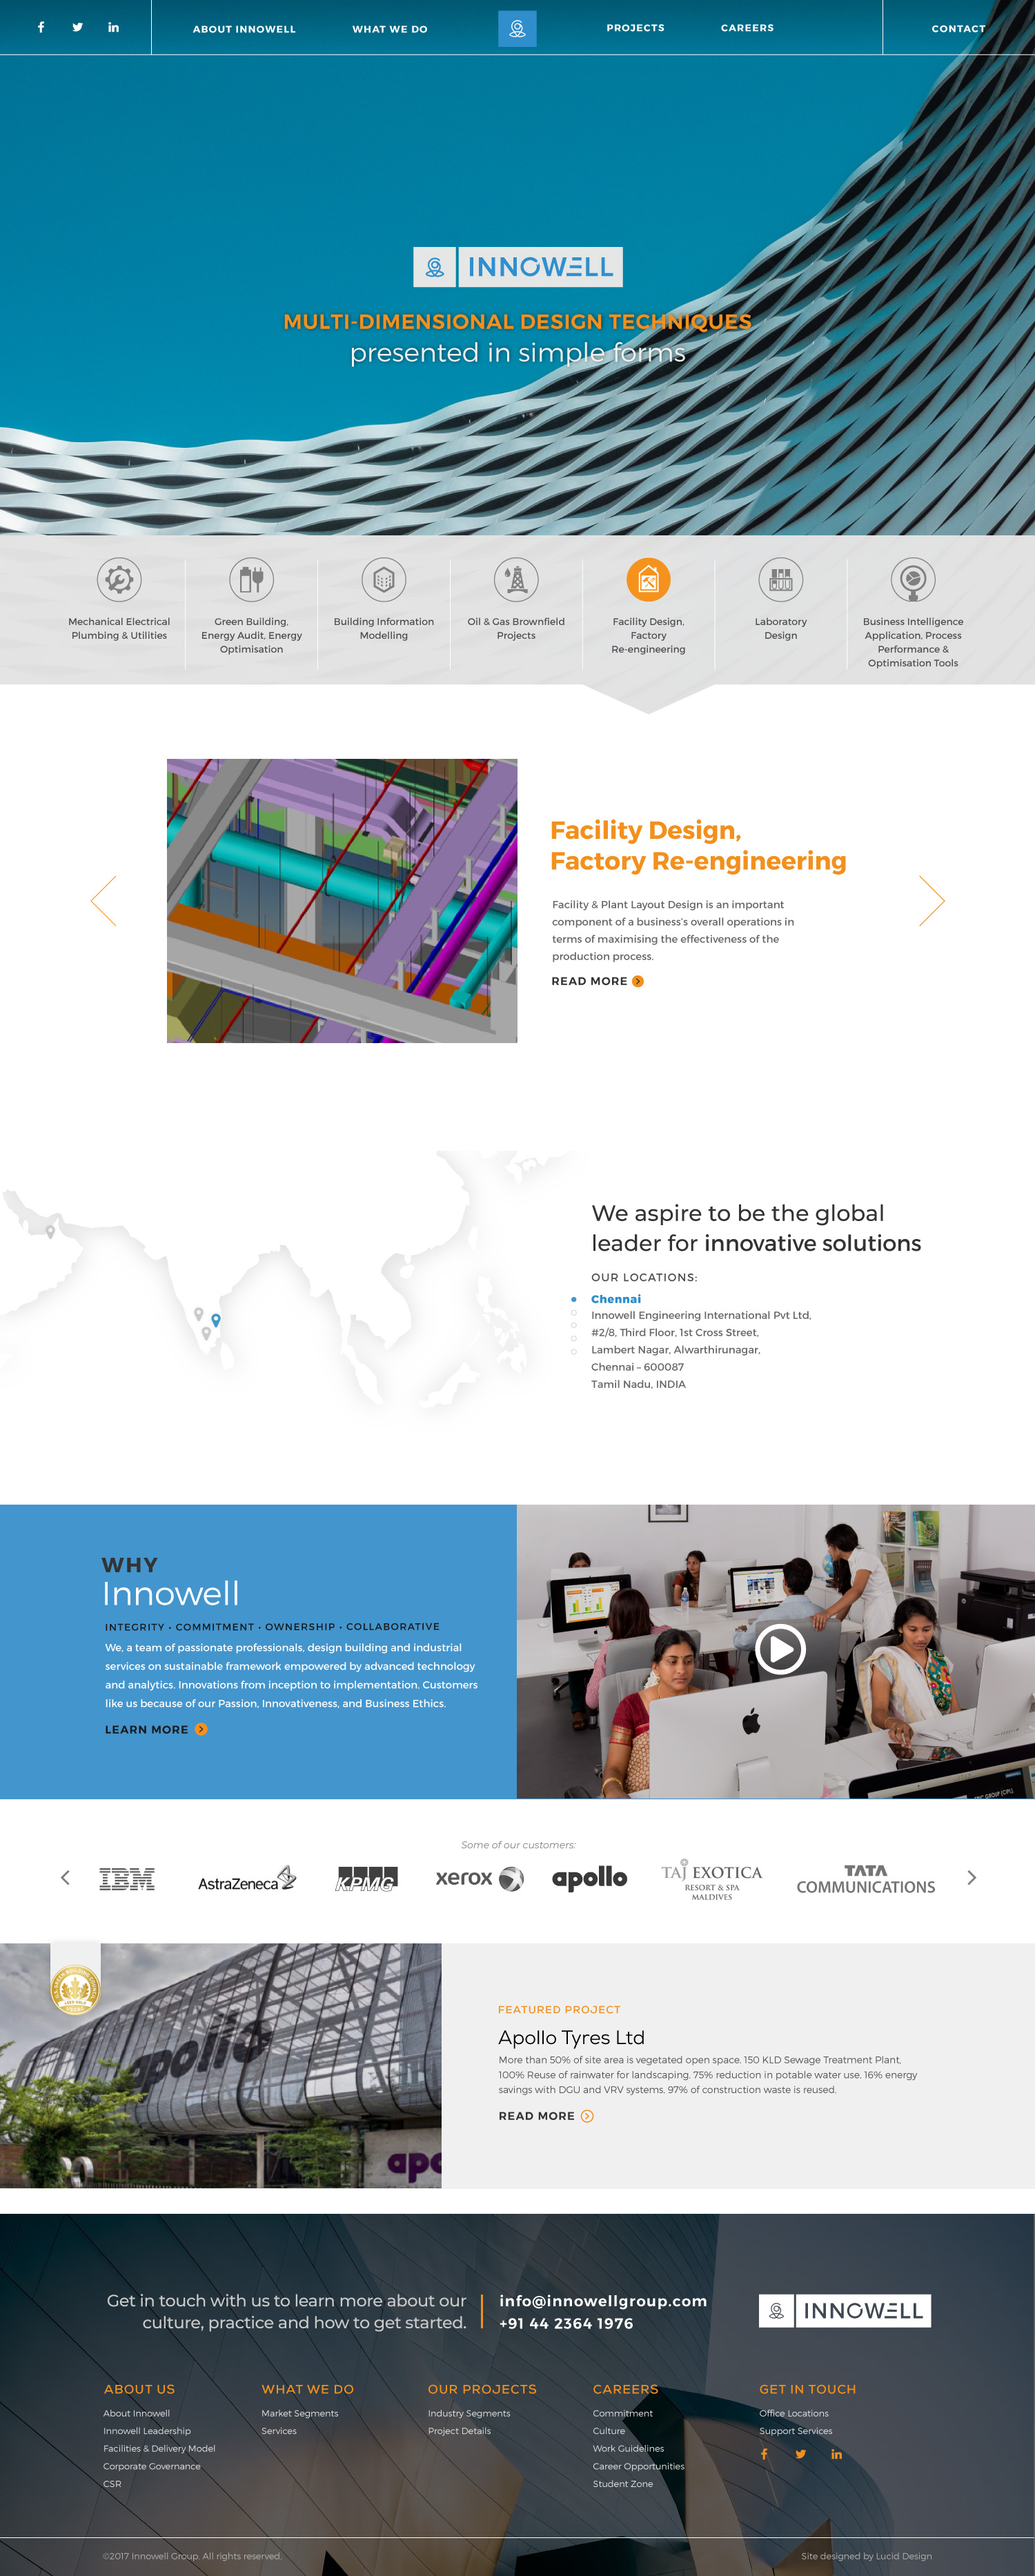 ABOUT INNOWELL
WHAT WE DO
PROJECTS
CAREERS
CONTACT
INNOWELL
MULTI-DIMENSIONAL DESIGN TECHNIQUES
presented in simple forms
Mechanical Electrical
Plumbing & Utilities
Green Building,
Energy Audit, Energy
Optimisation
Building Information
Modelling
Oil & Gas Brownfield
Projects
Facility Design,
Factory
Re-engineering
Laboratory
Design
Business Intelligence
Application, Process
Performance &
Optimisation Tools
Facility Design,
Factory Re-engineering
Facility & Plant Layout Design is an important
component of a business's overall operations in
terms of maximising the effectiveness of the
production process.
READ MORE
We aspire to be the global
leader for innovative solutions
OUR LOCATIONS:
Chennai
Innowell Engineering International Pvt Ltd,
#2/8, Third Floor, 1st Cross Street,
Lambert Nagar, Alwarthirunagar,
Chennai – 600087
Tamil Nadu, INDIA
WHY
Innowell
INTEGRITY • COMMITMENT • OWNERSHIP • COLLABORATIVE
We, a team of passionate professionals, design building and industrial
services on sustainable framework empowered by advanced technology
and analytics. Innovations from inception to implementation. Customers
like us because of our Passion, Innovativeness, and Business Ethics.
LEARN MORE
Some of our customers:
IBM
AstraZeneca
KPMG
xerox
apollo
TAJ EXOTICA
RESORT & SPA
MALDIVES
TATA
COMMUNICATIONS
apollo
apo
FEATURED PROJECT
Apollo Tyres Ltd
More than 50% of site area is vegetated open space. 150 KLD Sewage Treatment Plant,
100% Reuse of rainwater for landscaping. 75% reduction in potable water use. 16% energy
savings with DGU and VRV systems. 97% of construction waste is reused.
READ MORE
Get in touch with us to learn more about our
culture, practice and how to get started.
info@innowellgroup.com
+91 44 2364 1976
INNOWELL
ABOUT US
About Innowell
Innowell Leadership
Facilities & Delivery Model
Corporate Governance
CSR
WHAT WE DO
Market Segments
Services
OUR PROJECTS
Industry Segments
Project Details
CAREERS
Commitment
Culture
Work Guidelines
Career Opportunities
Student Zone
GET IN TOUCH
Office Locations
Support Services
©2017 Innowell Group. All rights reserved.
Site designed by Lucid Design